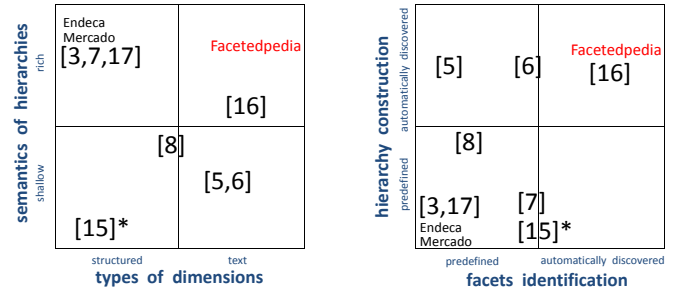 semantics of hierarchies
rich
shallow
Endeca
Mercado
[3,7,17]
Facetedpedia
[16]
[8]
[5,6]
[15]*
structured
text
types of dimensions
hierarchy construction
automatically discovered
predefined
Facetedpedia
[5]
[6]
[16]
[8]
[3,17]
[7]
Endeca
Mercado
[15]*
predefined
automatically discovered
facets identification